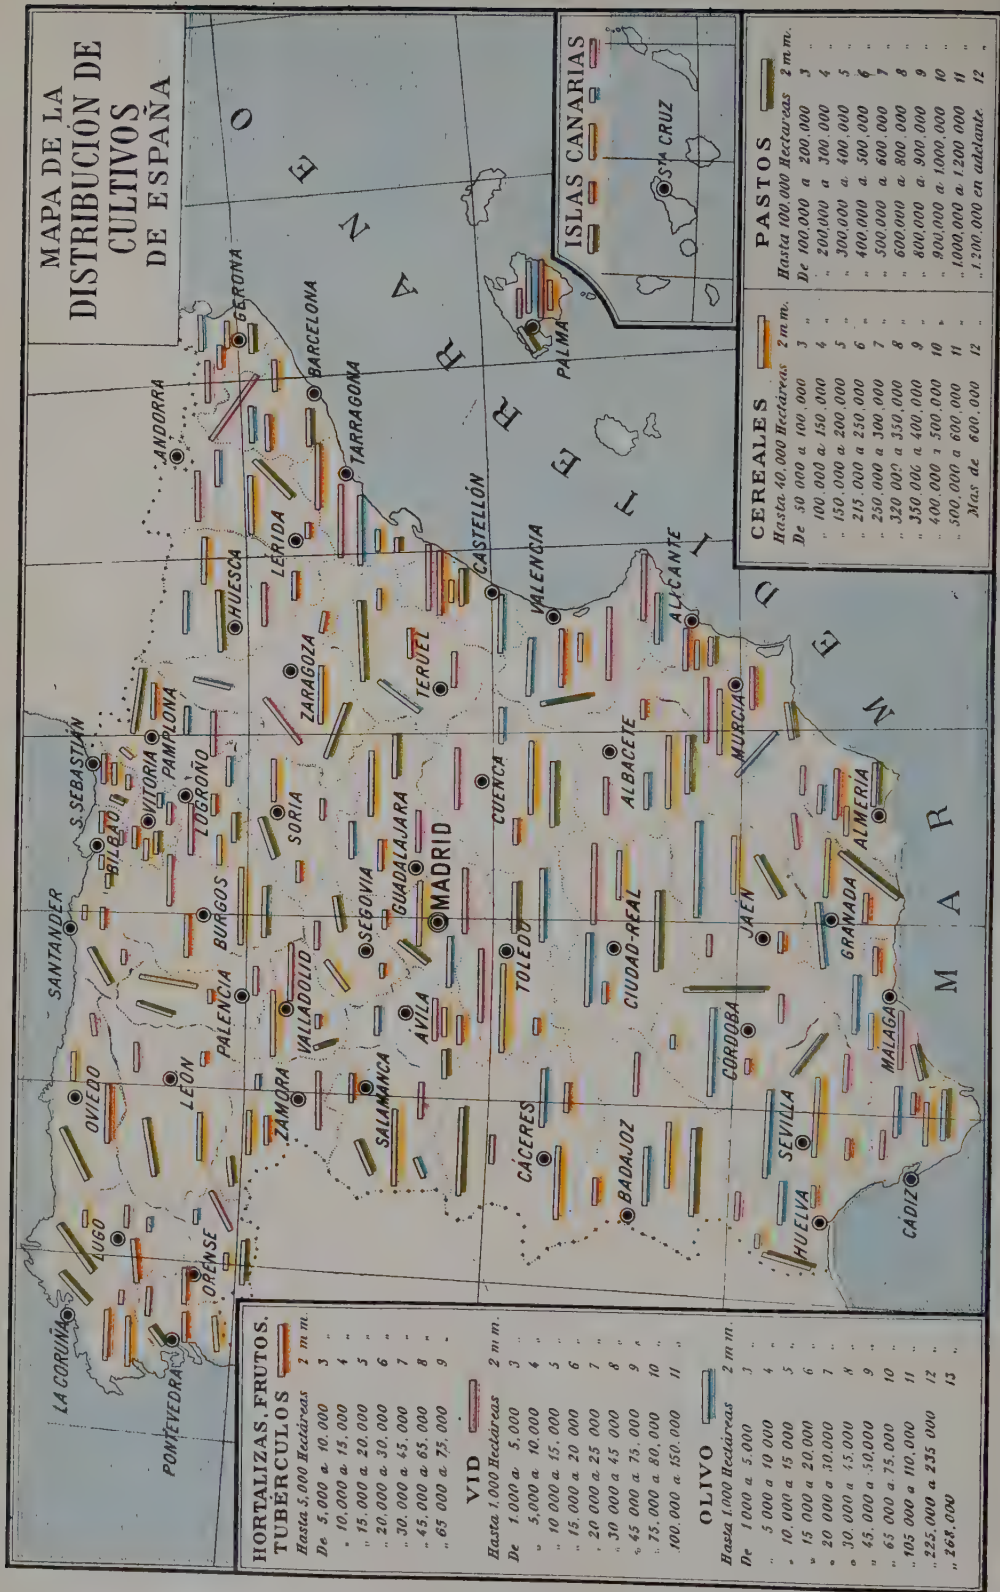 MAPA DE LA
DISTRIBUCIÓN DE
CULTIVOS
DE ESPAÑA
LA CORUÑA
LUGO
OVIEDO
SANTANDER
BILBAO
S. SEBASTIÁN
VITORIA
PAMPLONA
PONTEVEDRA
ORENSE
LEÓN
PALENCIA
BURGOS
LOGROÑO
HUESCA
ANDORRA
GERONA
ZAMORA
VALLADOLID
SORIA
ZARAGOZA
LÉRIDA
BARCELONA
TARRAGONA
SALAMANCA
ÁVILA
SEGOVIA
GUADALAJARA
MADRID
TERUEL
CASTELLÓN
CÁCERES
TOLEDO
CUENCA
VALENCIA
PALMA
BADAJOZ
CIUDAD-REAL
ALBACETE
ALICANTE
HUELVA
SEVILLA
CÓRDOBA
JAÉN
MURCIA
CÁDIZ
MÁLAGA
GRANADA
ALMERÍA
MAR MEDITERRANEO
ISLAS CANARIAS
STA CRUZ
HORTALIZAS, FRUTOS,
TUBÉRCULOS
Hasta 5,000 Hectáreas 2 m m.
De 5,000 a 10.000 3 "
" 10.000 a 15.000 4 "
" 15.000 a 20.000 5 "
" 20.000 a 30.000 6 "
" 30.000 a 45.000 7 "
" 45.000 a 65.000 8 "
" 65 000 a 75.000 9 "
VID
Hasta 1.000 Hectáreas 2 m m.
De 1.000 a 5,000 3 "
" 5,000 a 10,000 4 "
" 10.000 a 15.000 5 "
" 15.000 a 20 000 6 "
" 20 000 a 25 000 7 "
" 30 000 a 45 000 8 "
" 45 000 a 75.000 9 "
" 75.000 a 80,000 10 "
" 100.000 a 150.000 11 "
OLIVO
Hasta 1.000 Hectáreas 2 m m.
De 1 000 a 5.000 3 "
" 5 000 a 10 000 4 "
" 10.000 a 15 000 5 "
" 15 000 a 20.000 6 "
" 20 000 a 30.000 7 "
" 30 000 a 45.000 8 "
" 45.000 a 50,000 9 "
" 65 000 a 75.000 10 "
" 105 000 a 110.000 11 "
" 225.000 a 235 000 12 "
" 268.000 13 "
CEREALES
Hasta 40,000 Hectáreas 2 m m.
De 50 000 a 100.000 3 "
" 100.000 a 150 000 4 "
" 150.000 a 200.000 5 "
" 215.000 a 250 000 6 "
" 250,000 a 300.000 7 "
" 320 000 a 350,000 8 "
" 350.000 a 400.000 9 "
" 400.000 a 500.000 10 "
" 500.000 a 600.000 11 "
Mas de 600.000 12 "
PASTOS
Hasta 100,000 Hectareas 2 m m.
De 100.000 a 200.000 3 "
" 200,000 a 300.000 4 "
" 300,000 a 400.000 5 "
" 400.000 a 500.000 6 "
" 500.000 a 600.000 7 "
" 600.000 a 800.000 8 "
" 800,000 a 900.000 9 "
" 900,000 a 1.000.000 10 "
" 1.000.000 a 1.200 000 11 "
" 1.200.000 en adelante. 12 "